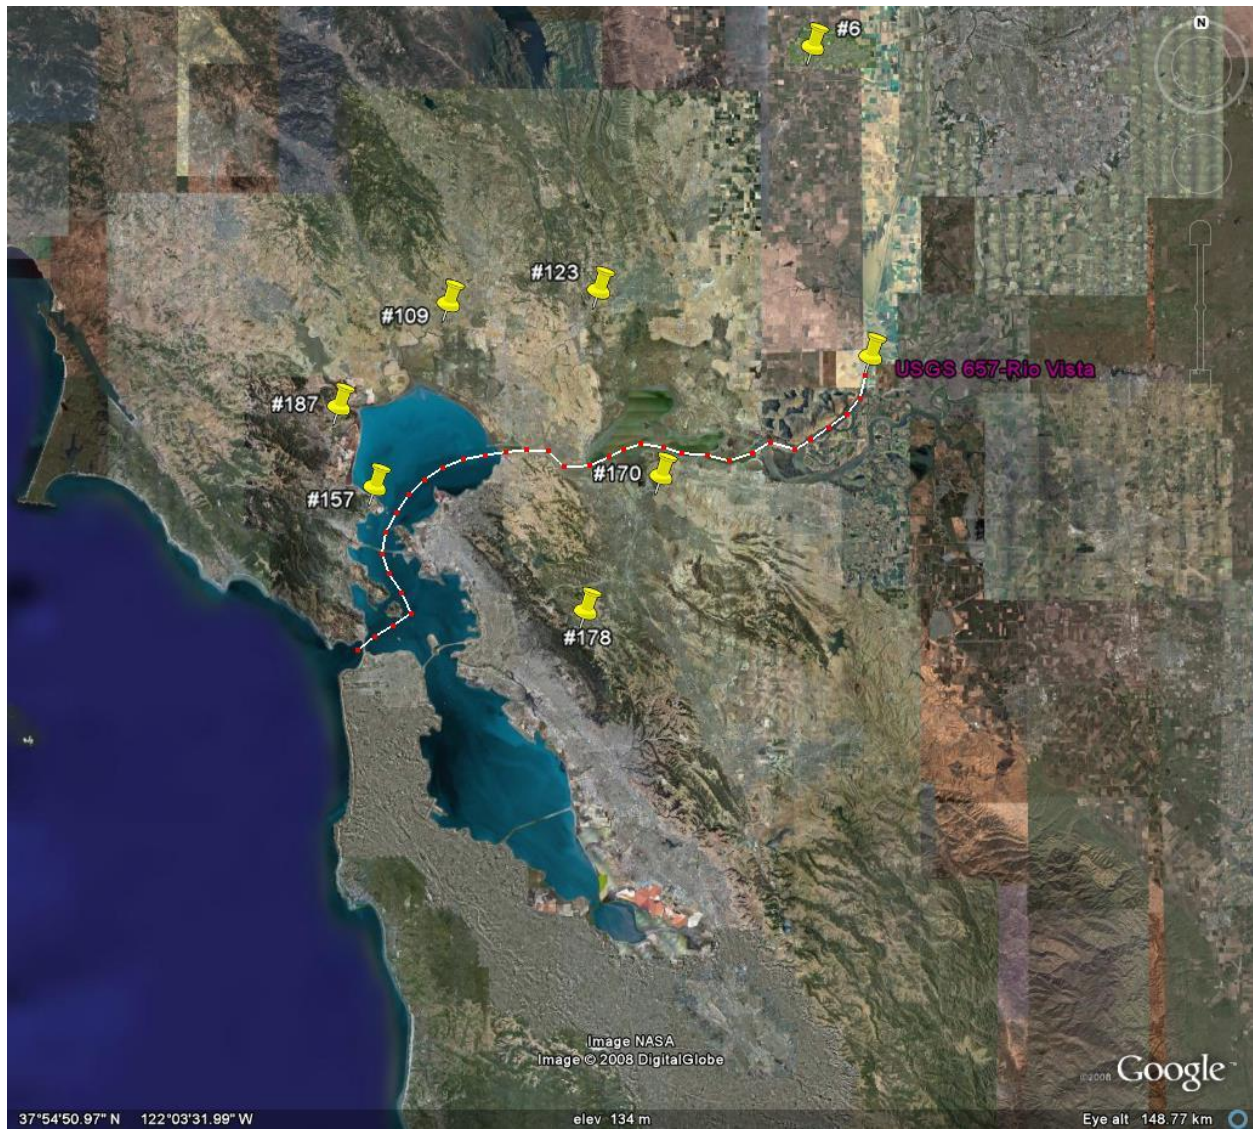 #6
N
#123
#109
USGS 657-Rio Vista
#187
#170
#157
#178
Image NASA
Image © 2008 DigitalGlobe
©2008 Google™
37°54'50.97" N 122°03'31.99" W elev 134 m Eye alt 148.77 km